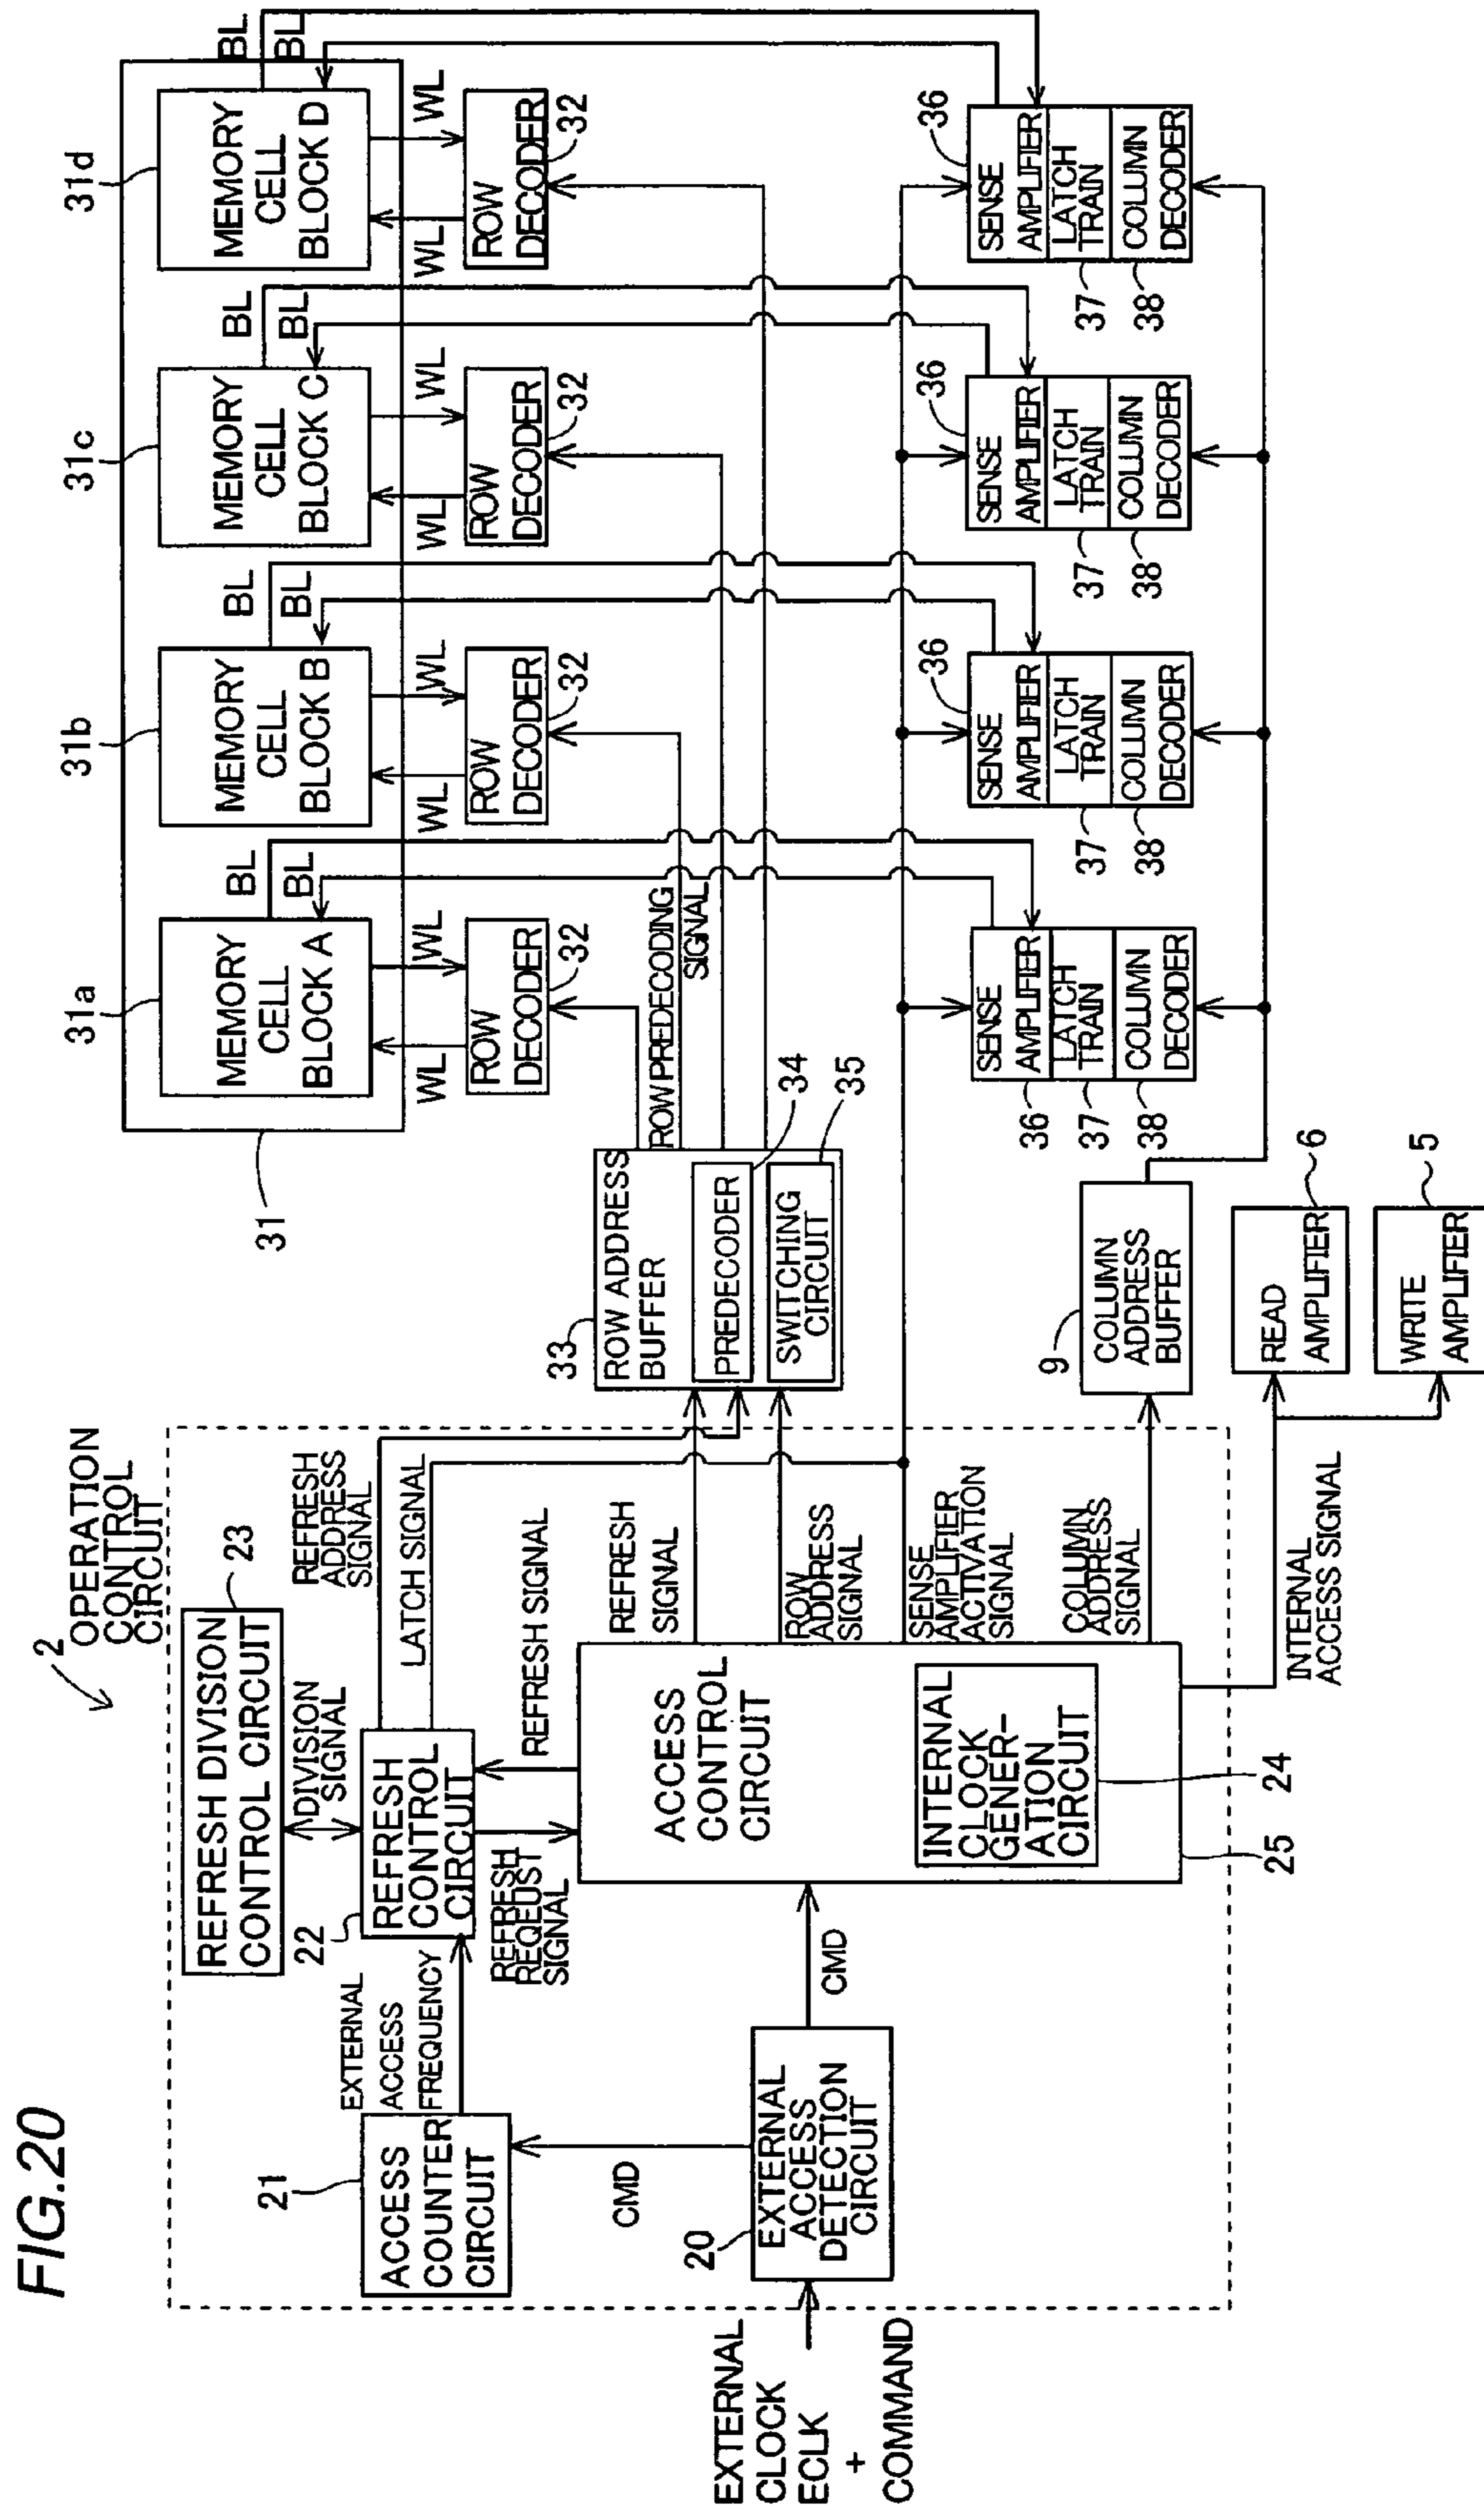 FIG.20
2
OPERATION
CONTROL
CIRCUIT
EXTERNAL
CLOCK
ECLK
+
COMMAND
20
EXTERNAL
ACCESS
DETECTION
CIRCUIT
CMD
CMD
21
ACCESS
COUNTER
CIRCUIT
EXTERNAL
ACCESS
FREQUENCY
22
REFRESH
CONTROL
CIRCUIT
DIVISION
SIGNAL
REFRESH DIVISION
CONTROL CIRCUIT
23
REFRESH
REQEUST
SIGNAL
REFRESH SIGNAL
REFRESH
ADDRESS
SIGNAL
LATCH SIGNAL
ACCESS
CONTROL
CIRCUIT
INTERNAL
CLOCK
GENER-
ATION
CIRCUIT
24
25
REFRESH
SIGNAL
ROW
ADDRESS
SIGNAL
SENSE
AMPLIFIER
ACTIVATION
SIGNAL
COLUMN
ADDRESS
SIGNAL
INTERNAL
ACCESS SIGNAL
33
ROW ADDRESS
BUFFER
PREDECODER
SWITCHING
CIRCUIT
34
35
9
COLUMN
ADDRESS
BUFFER
READ
AMPLIFIER
6
WRITE
AMPLIFIER
5
ROW PREDECODING
SIGNAL
31
31a
MEMORY
CELL
BLOCK A
BL
BL
WL
WL
ROW
DECODER
32
31b
MEMORY
CELL
BLOCK B
BL
BL
WL
WL
ROW
DECODER
32
31c
MEMORY
CELL
BLOCK C
BL
BL
WL
WL
ROW
DECODER
32
31d
MEMORY
CELL
BLOCK D
BL
BL
WL
WL
ROW
DECODER
32
SENSE
AMPLIFIER
LATCH
TRAIN
COLUMN
DECODER
36
37
38
SENSE
AMPLIFIER
LATCH
TRAIN
COLUMN
DECODER
36
37
38
SENSE
AMPLIFIER
LATCH
TRAIN
COLUMN
DECODER
36
37
38
SENSE
AMPLIFIER
LATCH
TRAIN
COLUMN
DECODER
36
37
38